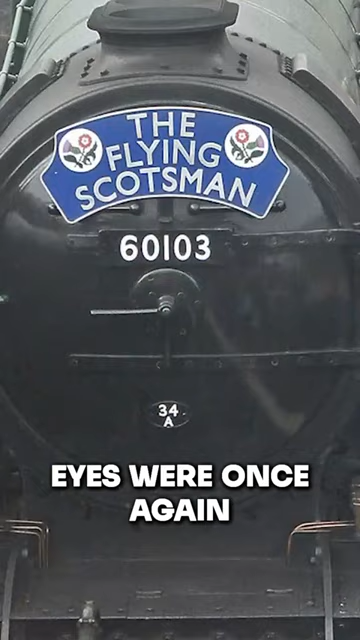 THE
FLYING
SCOTSMAN
60103
34
A
EYES WERE ONCE
AGAIN